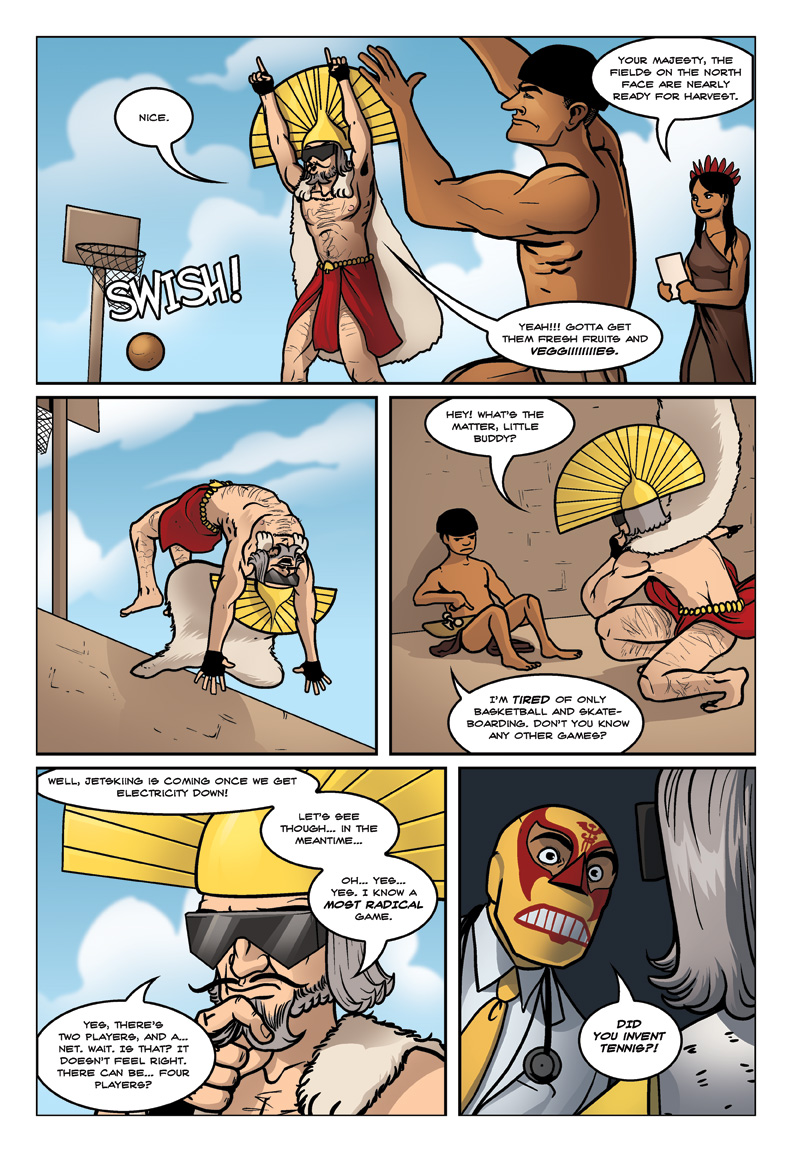 NICE.
YOUR MAJESTY, THE
FIELDS ON THE NORTH
FACE ARE NEARLY
READY FOR HARVEST.
SWISH!
YEAH!!! GOTTA GET
THEM FRESH FRUITS AND
VEGGIIIIIIIIES.
HEY! WHAT'S THE
MATTER, LITTLE
BUDDY?
I'M TIRED OF ONLY
BASKETBALL AND SKATE-
BOARDING. DON'T YOU KNOW
ANY OTHER GAMES?
WELL, JETSKIING IS COMING ONCE WE GET
ELECTRICITY DOWN!
LET'S SEE
THOUGH... IN THE
MEANTIME...
OH... YES...
YES. I KNOW A
MOST RADICAL
GAME.
YES, THERE'S
TWO PLAYERS, AND A...
NET. WAIT. IS THAT? IT
DOESN'T FEEL RIGHT.
THERE CAN BE... FOUR
PLAYERS?
DID
YOU INVENT
TENNIS?!